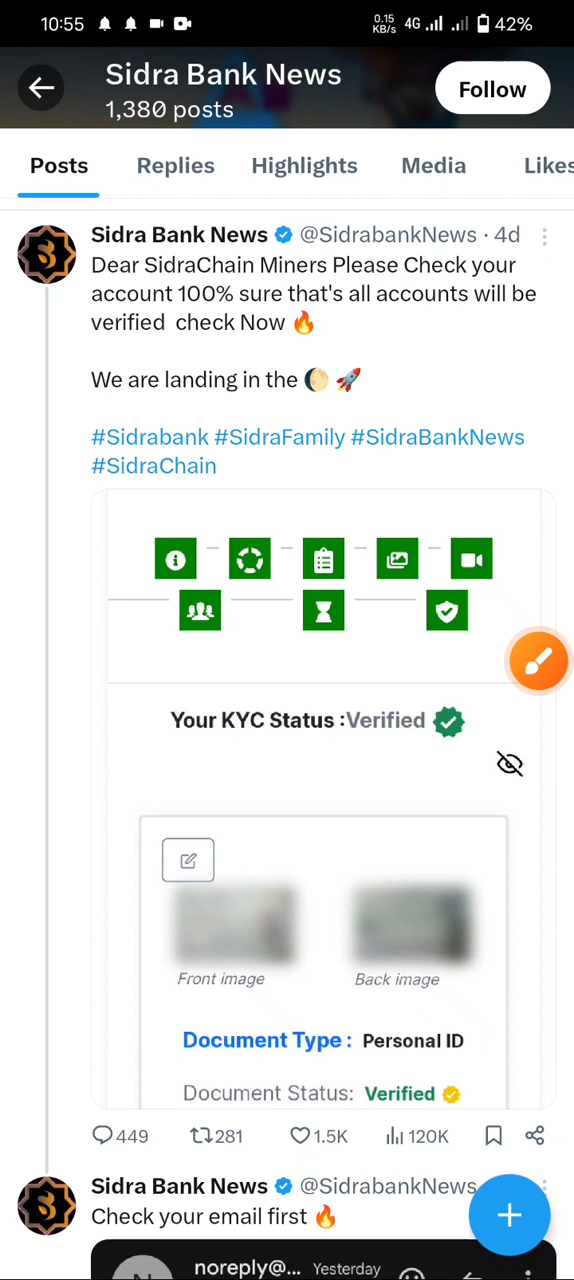 10:55
0.15 KB/s 4G 42%
Sidra Bank News
1,380 posts
Follow
Posts Replies Highlights Media Likes
Sidra Bank News @SidrabankNews · 4d
Dear SidraChain Miners Please Check your
account 100% sure that's all accounts will be
verified check Now 🔥
We are landing in the 🌔 🚀
#Sidrabank #SidraFamily #SidraBankNews
#SidraChain
Your KYC Status :Verified
Front image Back image
Document Type : Personal ID
Document Status: Verified
449 281 1.5K 120K
Sidra Bank News @SidrabankNews
Check your email first 🔥
noreply@... Yesterday